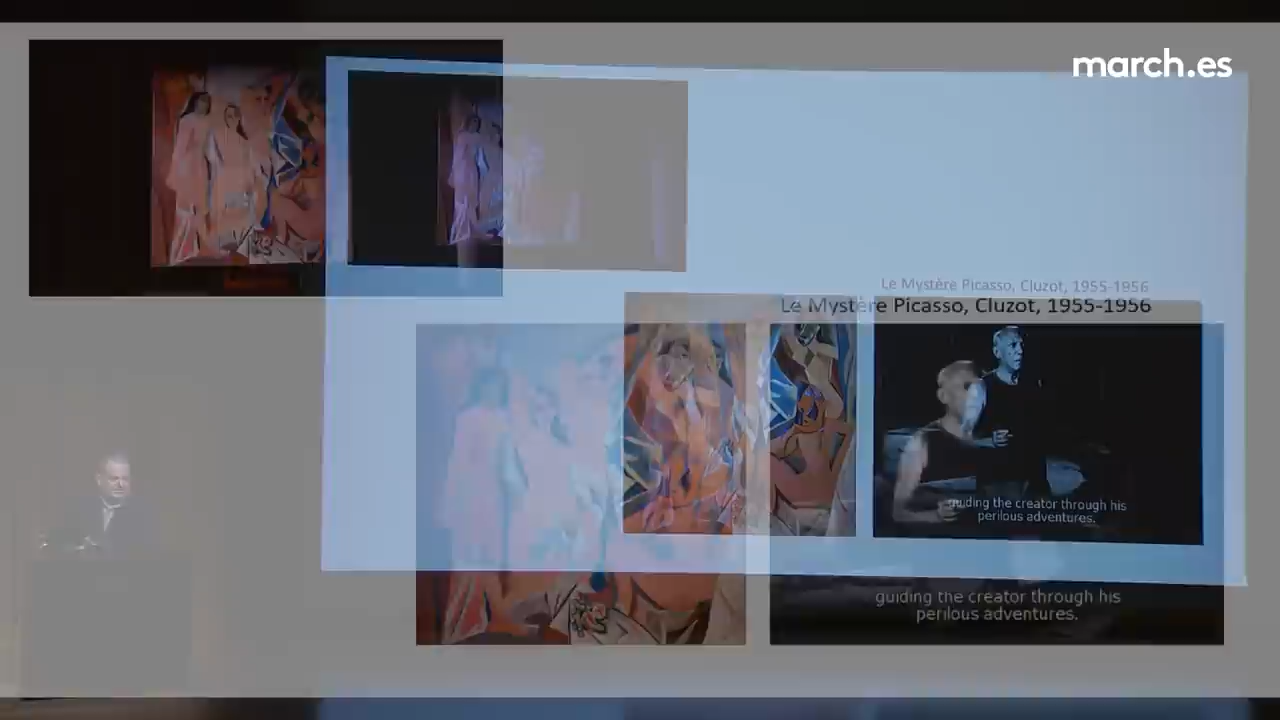 march.es
Le Mystère Picasso, Cluzot, 1955-1956
Le Mystère Picasso, Cluzot, 1955-1956
guiding the creator through his
perilous adventures.
guiding the creator through his
perilous adventures.